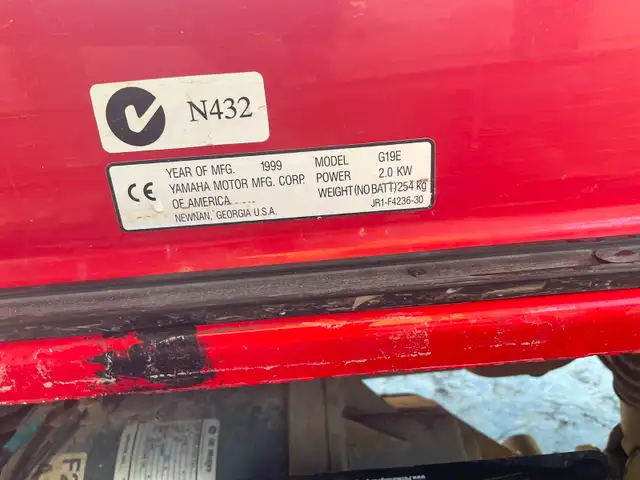 N432
CE YEAR OF MFG. 1999 MODEL G19E
YAMAHA MOTOR MFG. CORP. POWER 2.0 KW
OF AMERICA WEIGHT(NO BATT)254 kg
NEWNAN, GEORGIA U.S.A. JR1-F4236-30